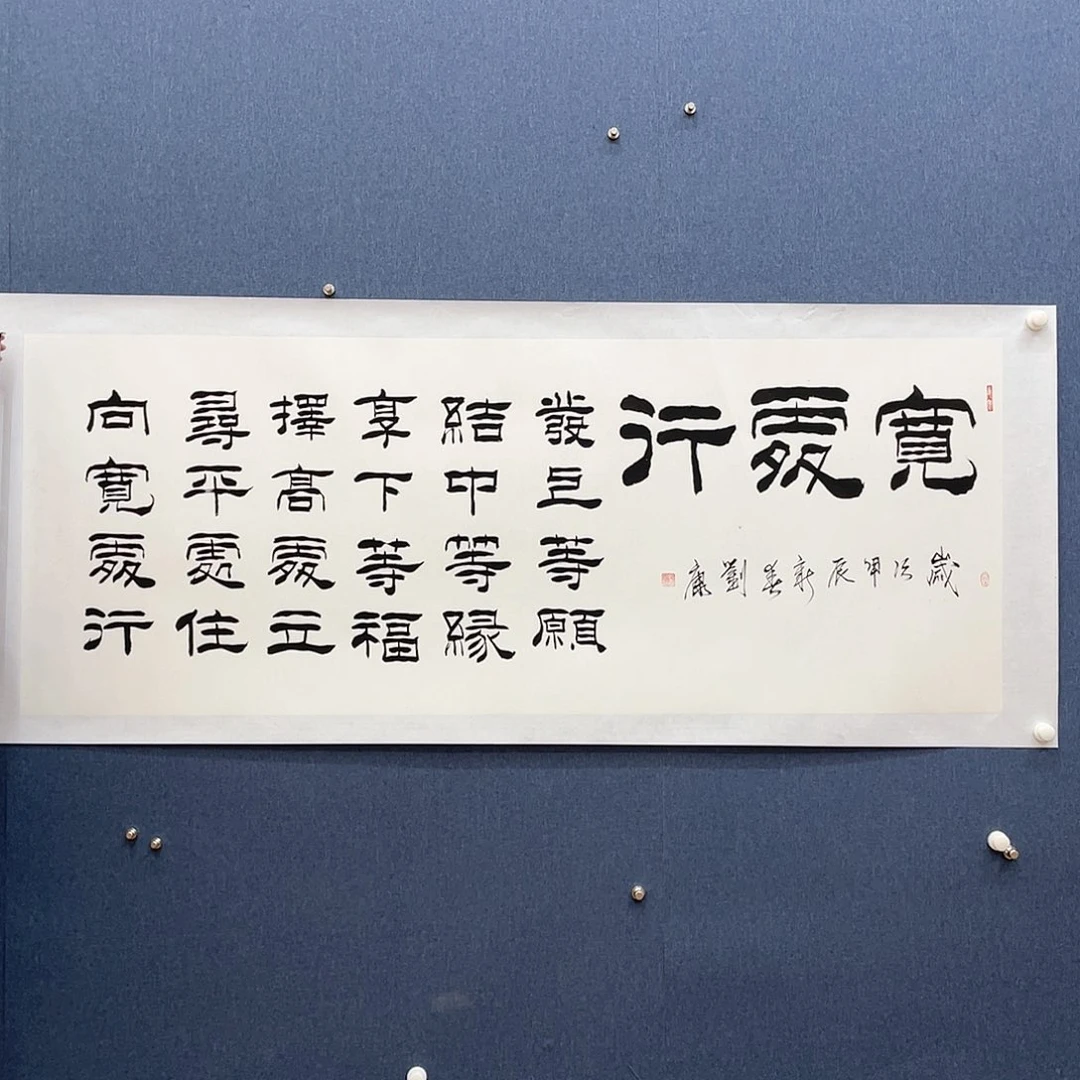 寬處行
歲次甲辰新春劉
發上等願
結中等緣
享下等福
擇高處立
尋平處住
向寬處行